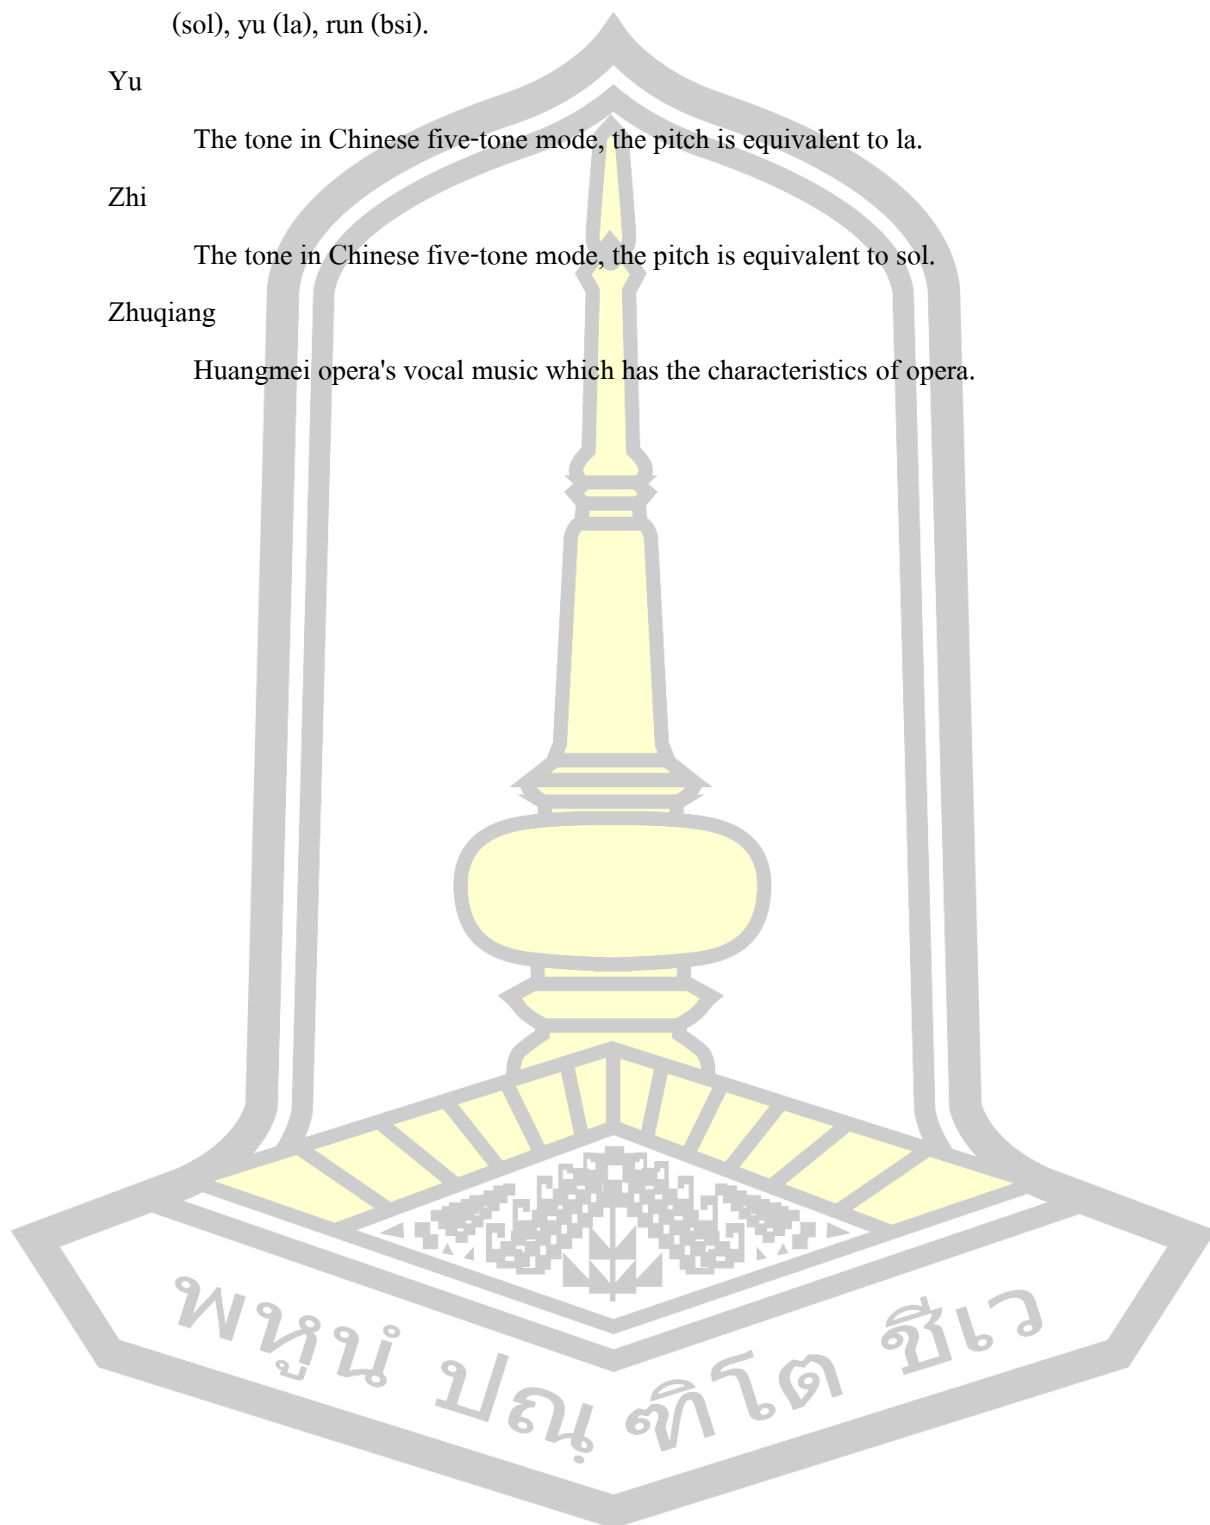 (sol), yu (la), run (bsi).
Yu
The tone in Chinese five-tone mode, the pitch is equivalent to la.
Zhi
The tone in Chinese five-tone mode, the pitch is equivalent to sol.
Zhuqiang
Huangmei opera's vocal music which has the characteristics of opera.
พหูนํ ปณฺฑิโต ชีเว